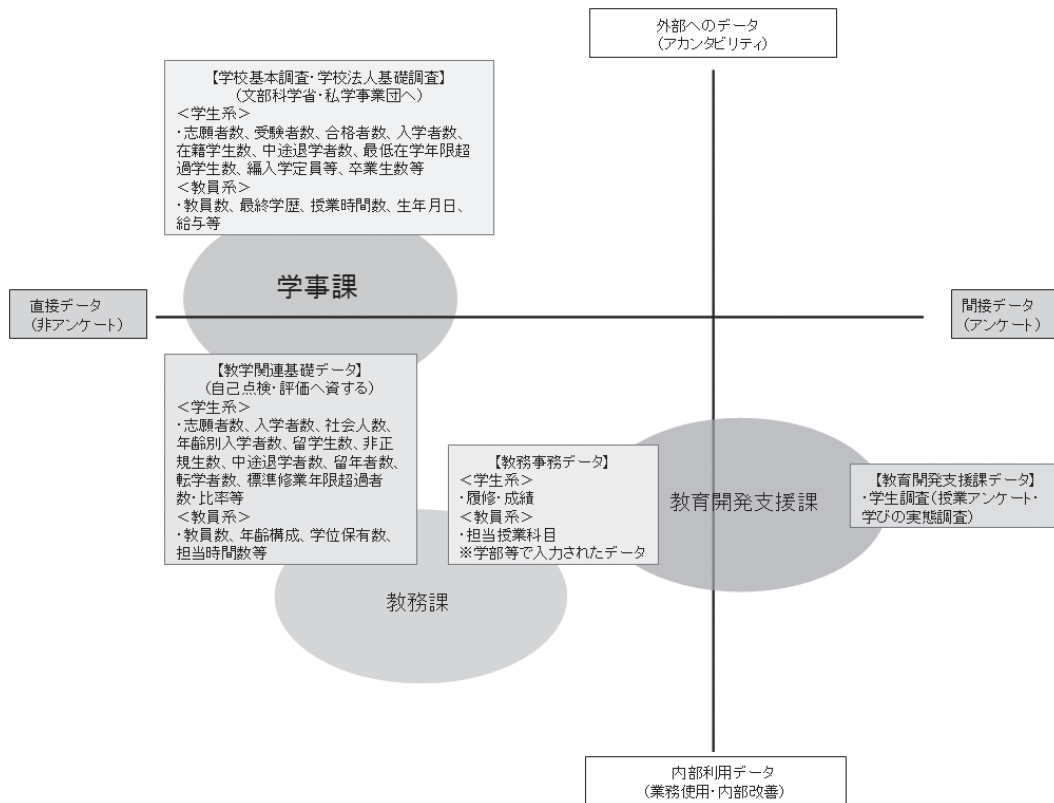 外部へのデータ
(アカンタビリティ)
【学校基本調査・学校法人基礎調査】
(文部科学省・私学事業団へ)
<学生系>
・志願者数、受験者数、合格者数、入学者数、
在籍学生数、中途退学者数、最低在学年限超
過学生数、編入学定員等、卒業生数等
<教員系>
・教員数、最終学歴、授業時間数、生年月日、
給与等
学事課
直接データ
(非アンケート)
間接データ
(アンケート)
【教学関連基礎データ】
(自己点検・評価へ資する)
<学生系>
・志願者数、入学者数、社会人数、
年齢別入学者数、留学生数、非正
規生数、中途退学者数、留年者数、
転学者数、標準修業年限超過者
数・比率等
<教員系>
・教員数、年齢構成、学位保有数、
担当時間数等
【教務事務データ】
<学生系>
・履修・成績
<教員系>
・担当授業科目
※学部等で入力されたデータ
教育開発支援課
【教育開発支援課データ】
・学生調査(授業アンケート・
学びの実態調査)
教務課
内部利用データ
(業務使用・内部改善)